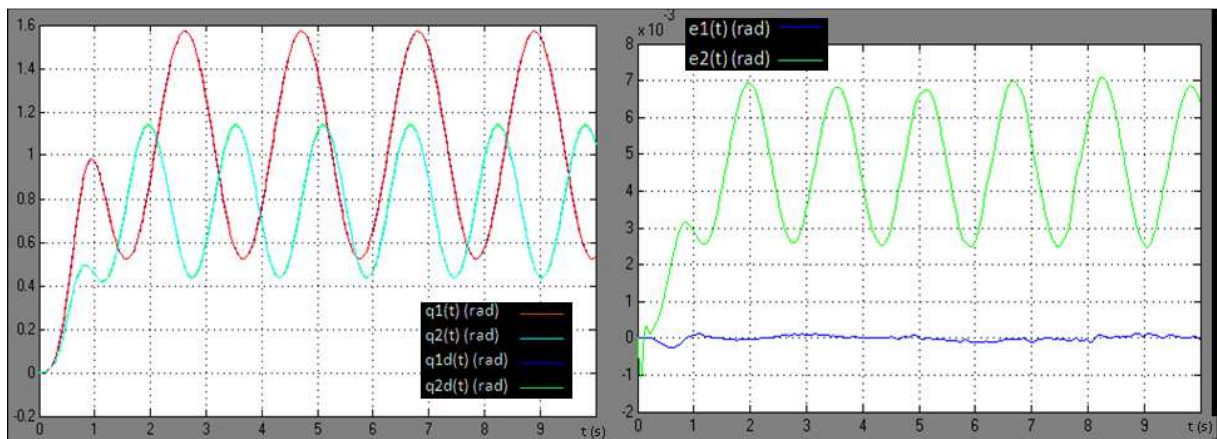 1.6
1.4
1.2
1
0.8
0.6
0.4
0.2
0
-0.2
0 1 2 3 4 5 6 7 8 9 t (s)
q1(t) (rad)
q2(t) (rad)
q1d(t) (rad)
q2d(t) (rad)
x 10^-3
e1(t) (rad)
e2(t) (rad)
8
7
6
5
4
3
2
1
0
-1
-2
0 1 2 3 4 5 6 7 8 9 t (s)